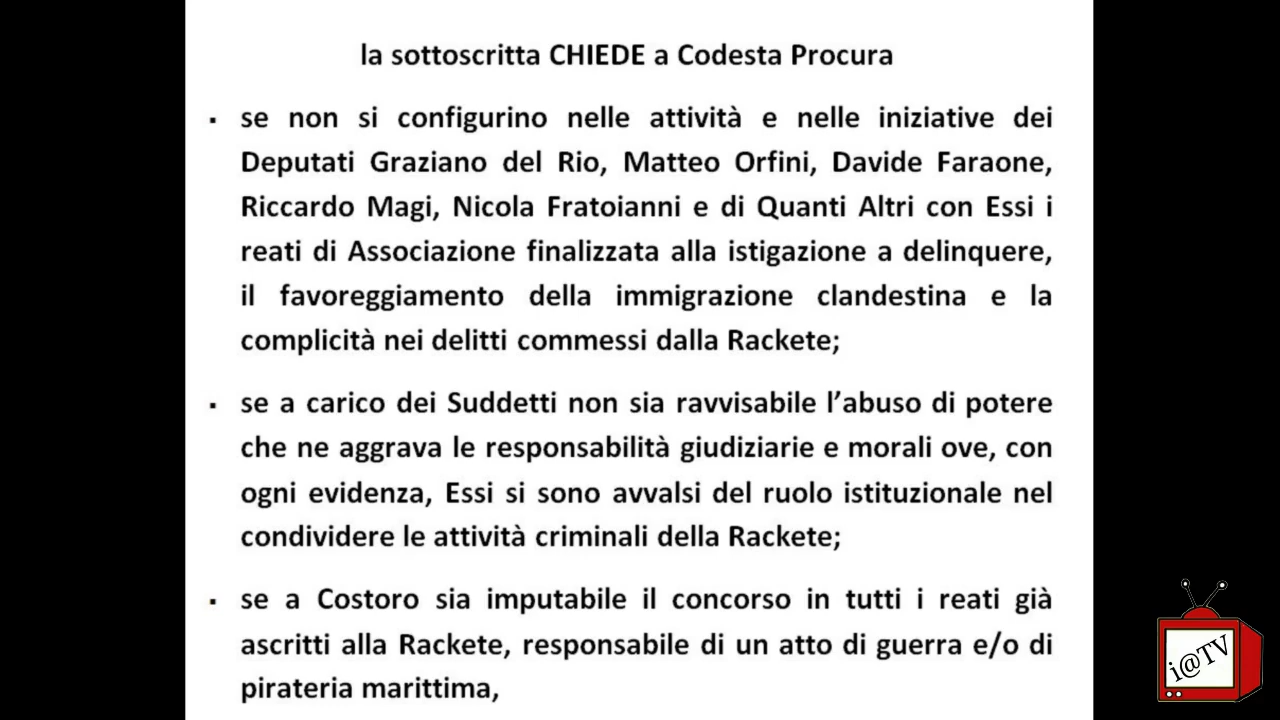 la sottoscritta CHIEDE a Codesta Procura
▪ se non si configurino nelle attività e nelle iniziative dei
Deputati Graziano del Rio, Matteo Orfini, Davide Faraone,
Riccardo Magi, Nicola Fratoianni e di Quanti Altri con Essi i
reati di Associazione finalizzata alla istigazione a delinquere,
il favoreggiamento della immigrazione clandestina e la
complicità nei delitti commessi dalla Rackete;
▪ se a carico dei Suddetti non sia ravvisabile l’abuso di potere
che ne aggrava le responsabilità giudiziarie e morali ove, con
ogni evidenza, Essi si sono avvalsi del ruolo istituzionale nel
condividere le attività criminali della Rackete;
▪ se a Costoro sia imputabile il concorso in tutti i reati già
ascritti alla Rackete, responsabile di un atto di guerra e/o di
pirateria marittima,
i@TV